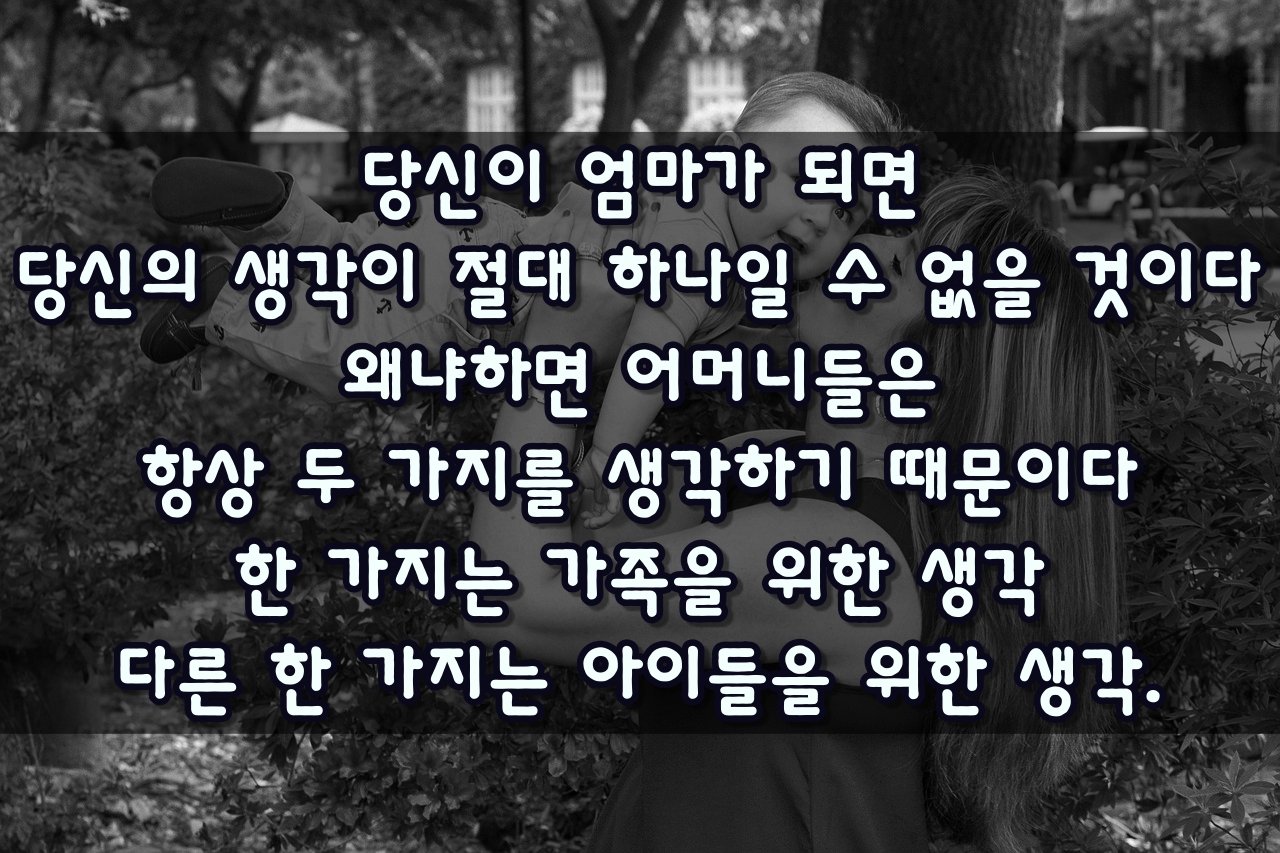 당신이 엄마가 되면
당신의 생각이 절대 하나일 수 없을 것이다
왜냐하면 어머니들은
항상 두 가지를 생각하기 때문이다
한 가지는 가족을 위한 생각
다른 한 가지는 아이들을 위한 생각.